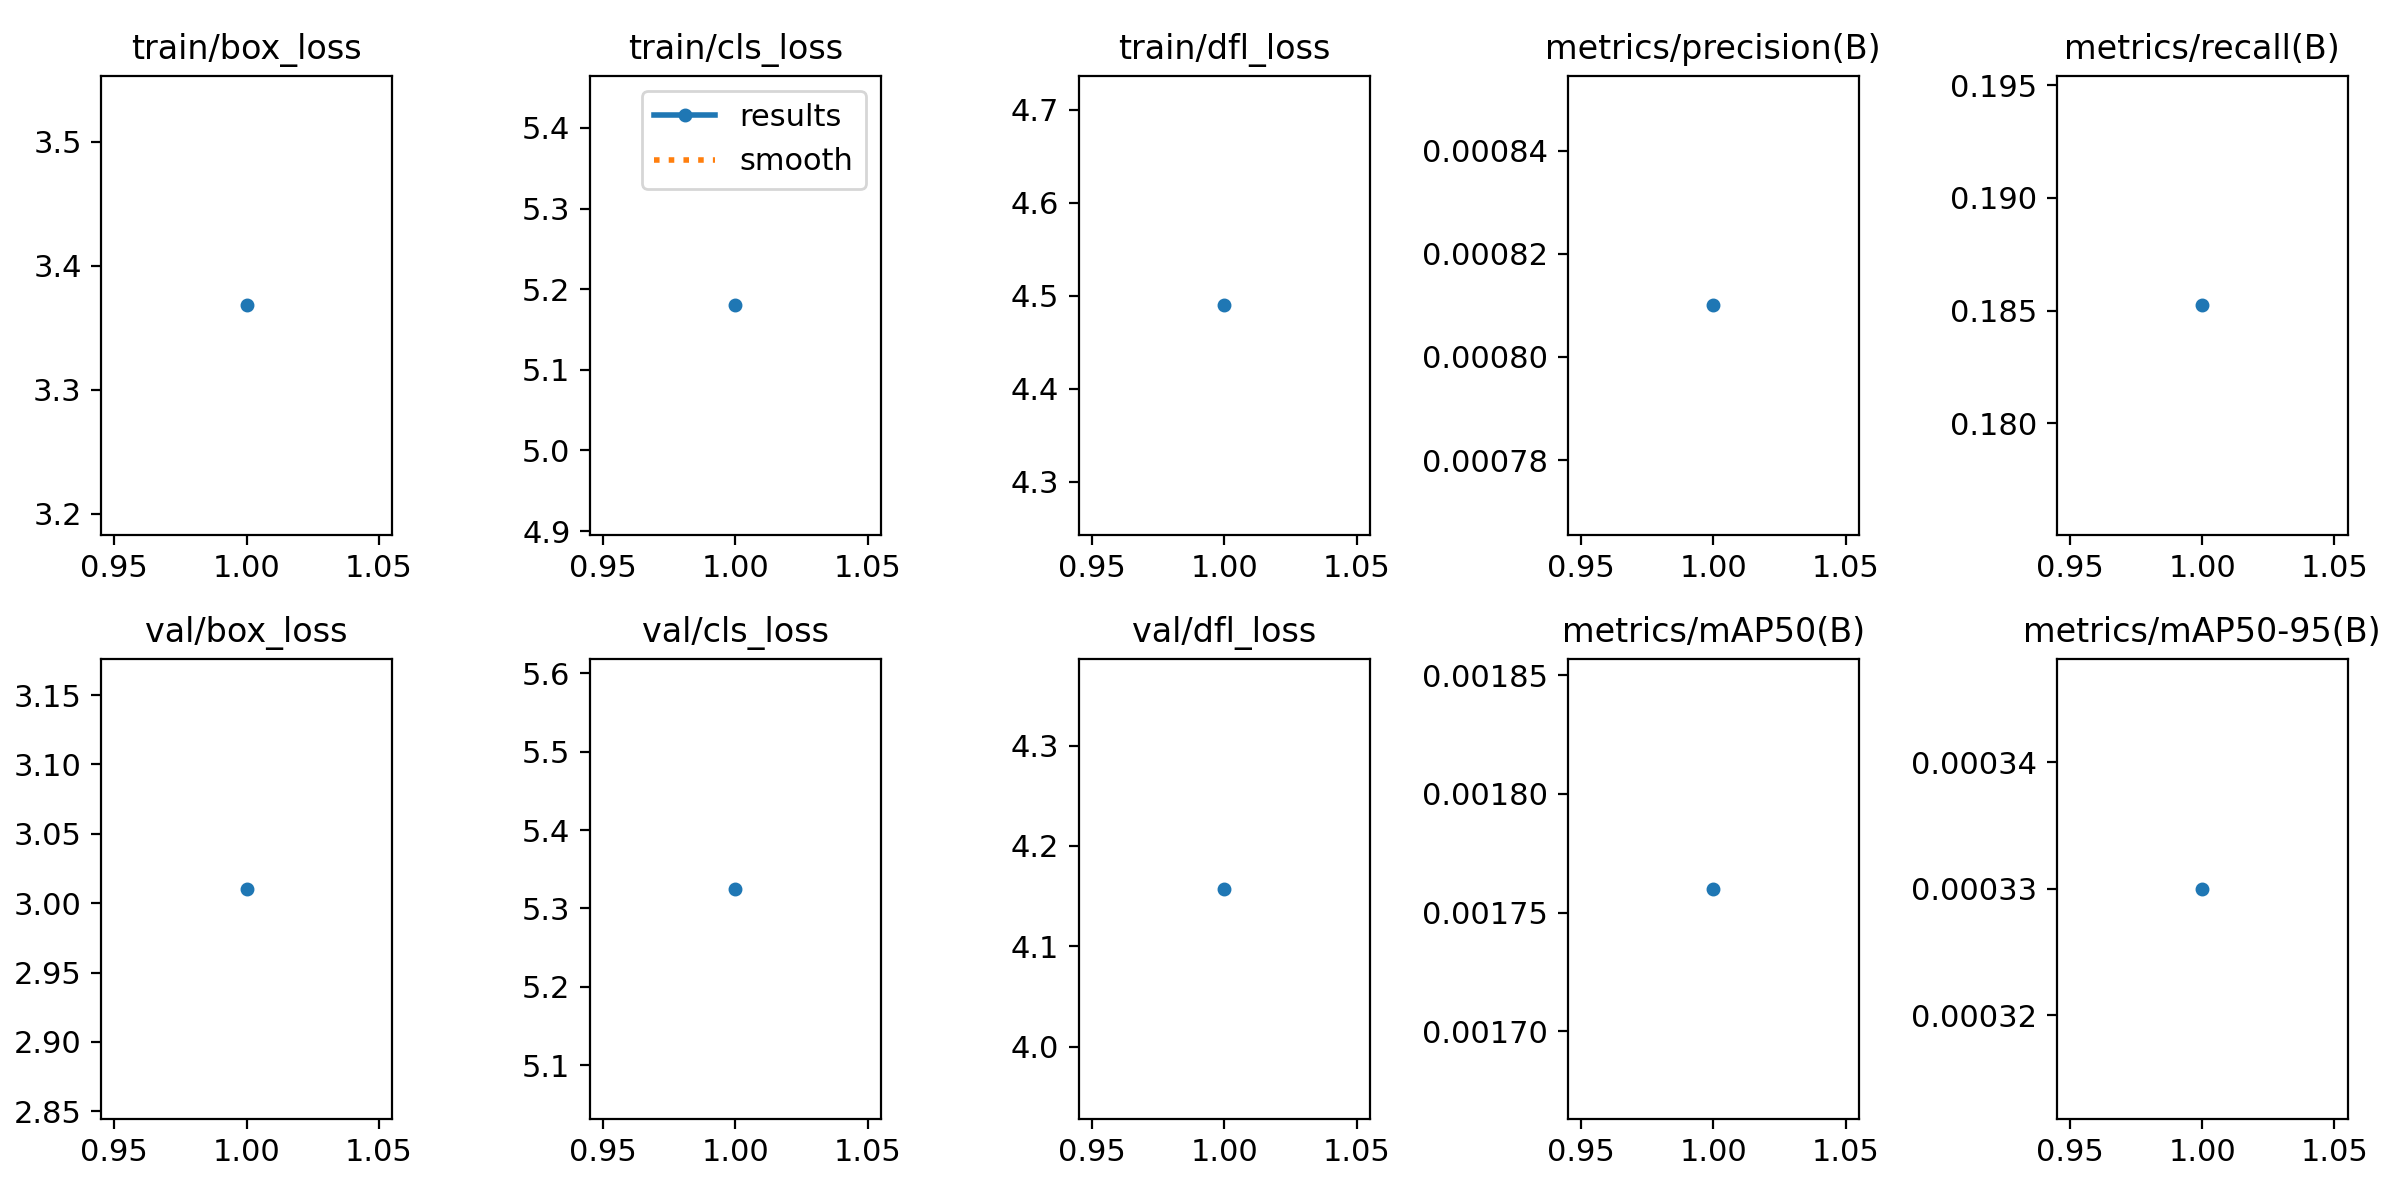 train/box_loss
3.5
3.4
3.3
3.2
0.95 1.00 1.05
train/cls_loss
results
smooth
5.4
5.3
5.2
5.1
5.0
4.9
0.95 1.00 1.05
train/dfl_loss
4.7
4.6
4.5
4.4
4.3
0.95 1.00 1.05
metrics/precision(B)
0.00084
0.00082
0.00080
0.00078
0.95 1.00 1.05
metrics/recall(B)
0.195
0.190
0.185
0.180
0.95 1.00 1.05
val/box_loss
3.15
3.10
3.05
3.00
2.95
2.90
2.85
0.95 1.00 1.05
val/cls_loss
5.6
5.5
5.4
5.3
5.2
5.1
0.95 1.00 1.05
val/dfl_loss
4.3
4.2
4.1
4.0
0.95 1.00 1.05
metrics/mAP50(B)
0.00185
0.00180
0.00175
0.00170
0.95 1.00 1.05
metrics/mAP50-95(B)
0.00034
0.00033
0.00032
0.95 1.00 1.05